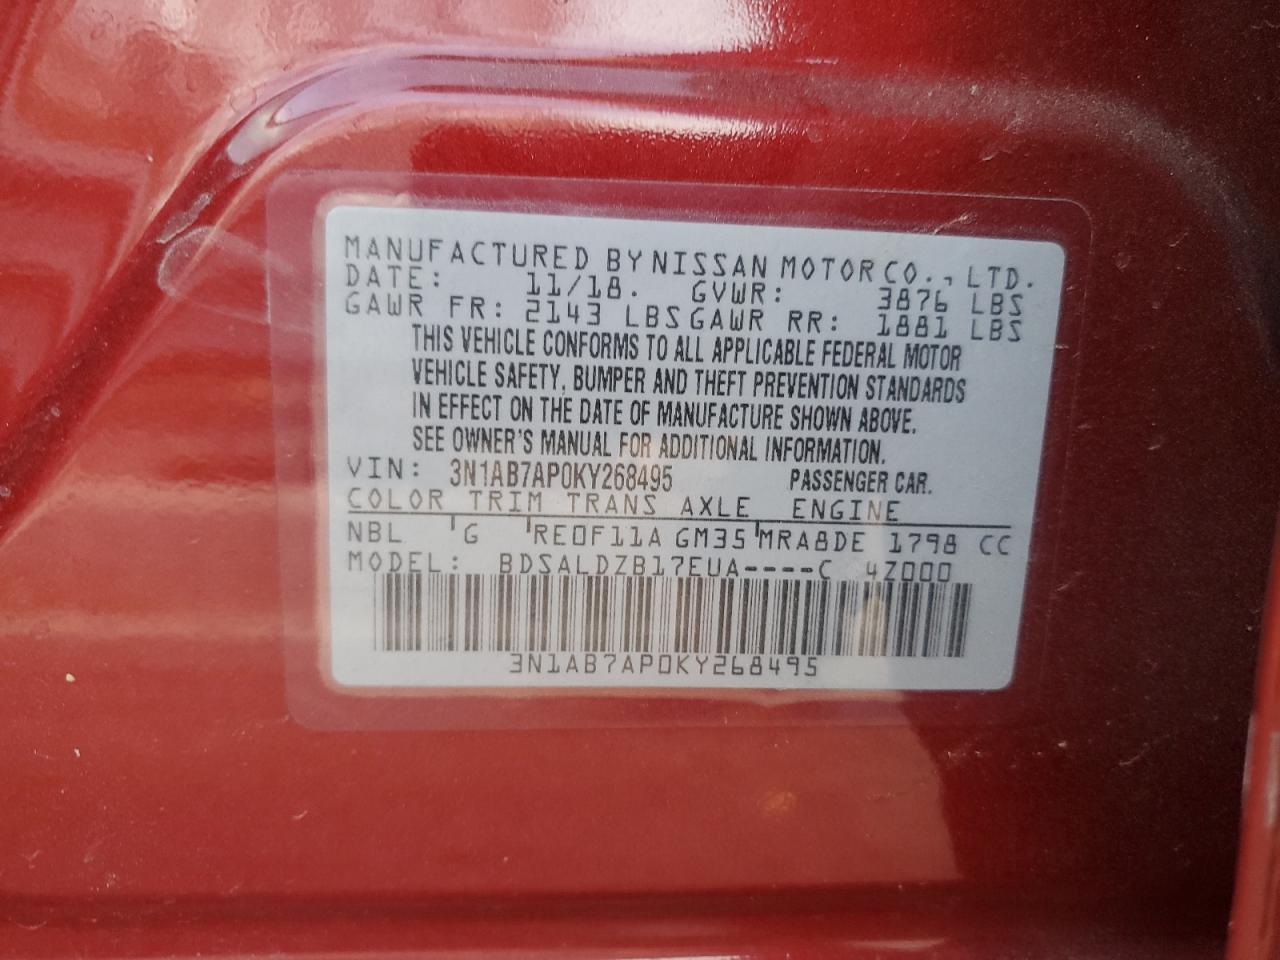 MANUFACTURED BY NISSAN MOTOR CO., LTD.
DATE: 11/18. GVWR: 3876 LBS
GAWR FR: 2143 LBS GAWR RR: 1881 LBS
THIS VEHICLE CONFORMS TO ALL APPLICABLE FEDERAL MOTOR
VEHICLE SAFETY, BUMPER AND THEFT PREVENTION STANDARDS
IN EFFECT ON THE DATE OF MANUFACTURE SHOWN ABOVE.
SEE OWNER'S MANUAL FOR ADDITIONAL INFORMATION.
VIN: 3N1AB7AP0KY268495 PASSENGER CAR.
COLOR TRIM TRANS AXLE ENGINE
NBL G RE0F11A GM35 MRA8DE 1798 CC
MODEL: BDSALDZB17EUA----C 4Z000
3N1AB7AP0KY268495